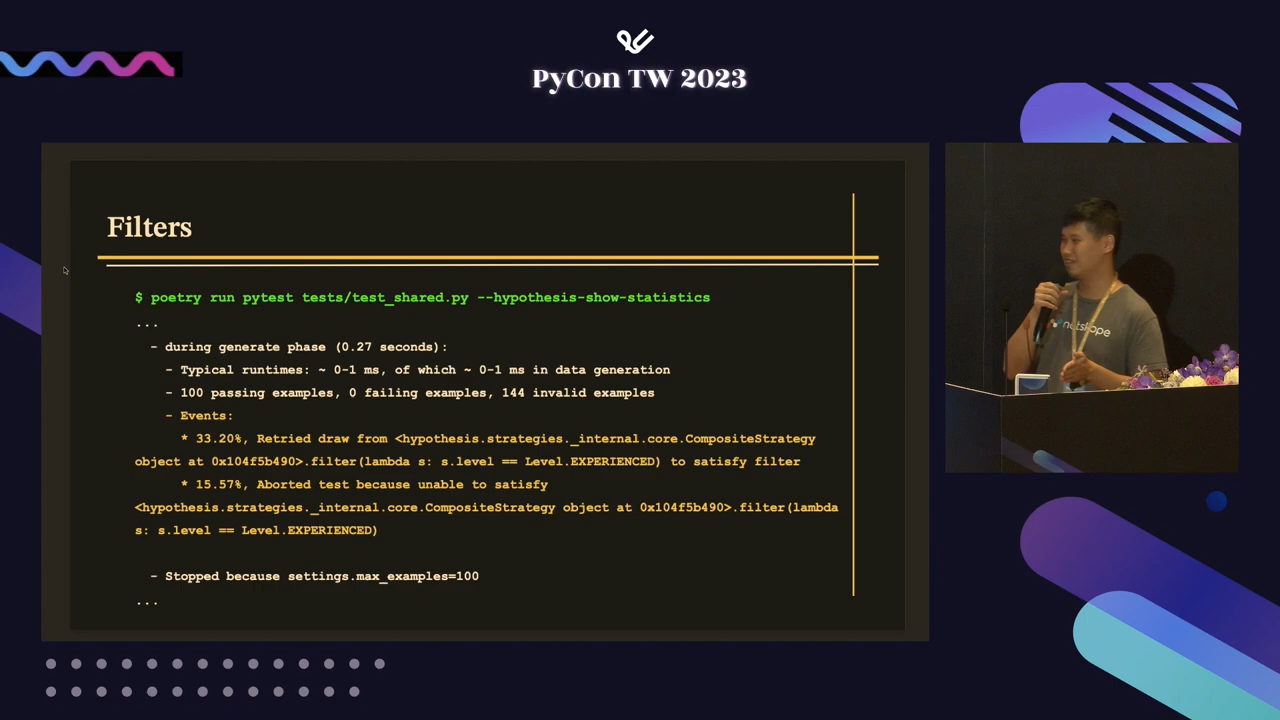 PyCon TW 2023
Filters
$ poetry run pytest tests/test_shared.py --hypothesis-show-statistics
...
- during generate phase (0.27 seconds):
- Typical runtimes: ~ 0-1 ms, of which ~ 0-1 ms in data generation
- 100 passing examples, 0 failing examples, 144 invalid examples
- Events:
* 33.20%, Retried draw from <hypothesis.strategies._internal.core.CompositeStrategy
object at 0x104f5b490>.filter(lambda s: s.level == Level.EXPERIENCED) to satisfy filter
* 15.57%, Aborted test because unable to satisfy
<hypothesis.strategies._internal.core.CompositeStrategy object at 0x104f5b490>.filter(lambda
s: s.level == Level.EXPERIENCED)
- Stopped because settings.max_examples=100
...
netskope